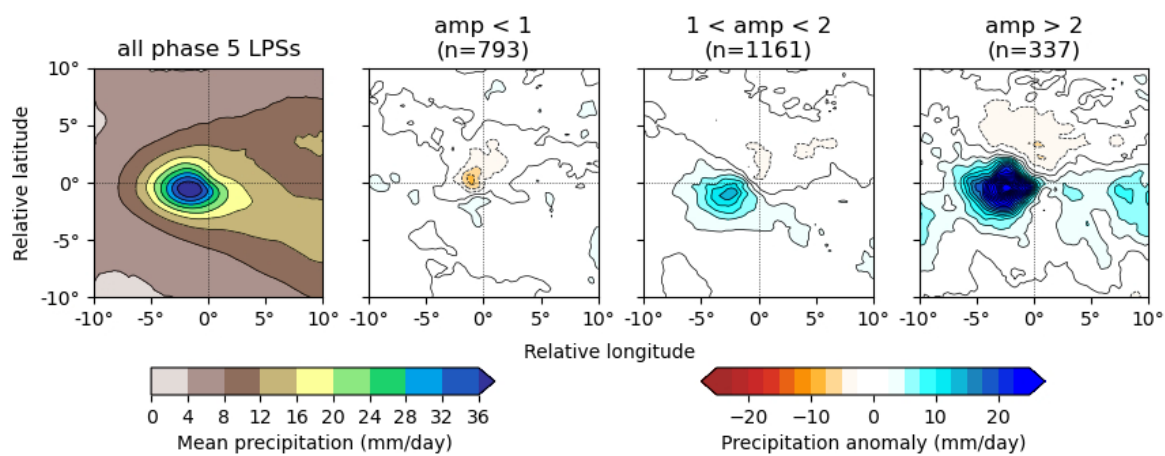 all phase 5 LPSs
amp < 1
(n=793)
1 < amp < 2
(n=1161)
amp > 2
(n=337)
Relative latitude
10°
5°
0°
-5°
-10°
-10° -5° 0° 5° 10°
-10° -5° 0° 5° 10°
-10° -5° 0° 5° 10°
-10° -5° 0° 5° 10°
Relative longitude
0 4 8 12 16 20 24 28 32 36
Mean precipitation (mm/day)
−20 −10 0 10 20
Precipitation anomaly (mm/day)